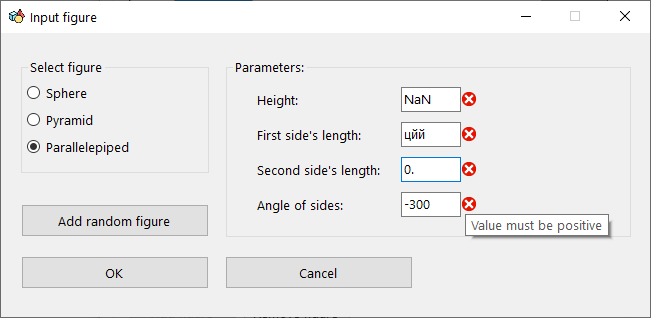 Input figure
Select figure
Sphere
Pyramid
Parallelepiped
Add random figure
OK
Parameters:
Height: NaN
First side's length: цйй
Second side's length: 0.
Angle of sides: -300
Value must be positive
Cancel